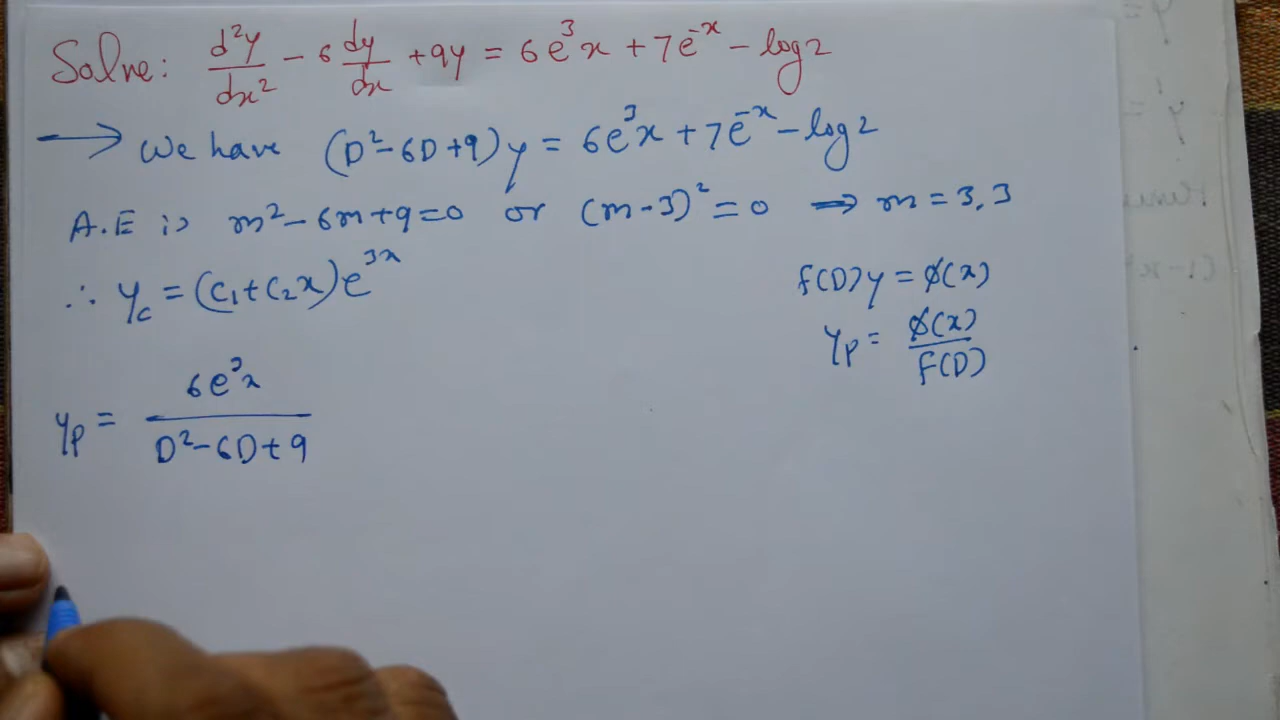 Solve: d²y/dx² - 6 dy/dx + 9y = 6e³x + 7e⁻ˣ - log2
→ We have (D² - 6D + 9)y = 6e³x + 7e⁻ˣ - log2
A.E is m² - 6m + 9 = 0 or (m - 3)² = 0 ⇒ m = 3, 3
∴ y_c = (c₁ + c₂x)e³ˣ
f(D)y = φ(x)
y_p = φ(x)/f(D)
y_p = 6e³x/(D² - 6D + 9)